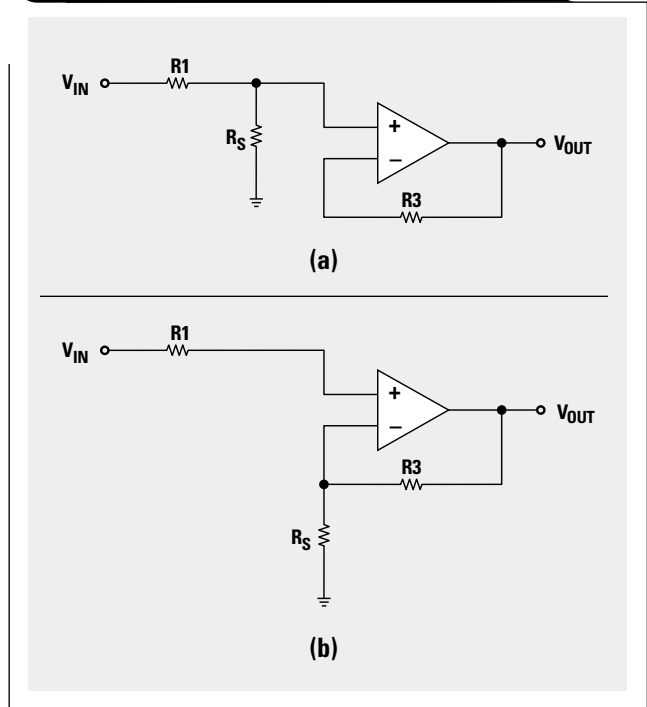 R1
V_IN
+
R_S
−
V_OUT
R3
(a)
R1
V_IN
+
−
V_OUT
R3
R_S
(b)